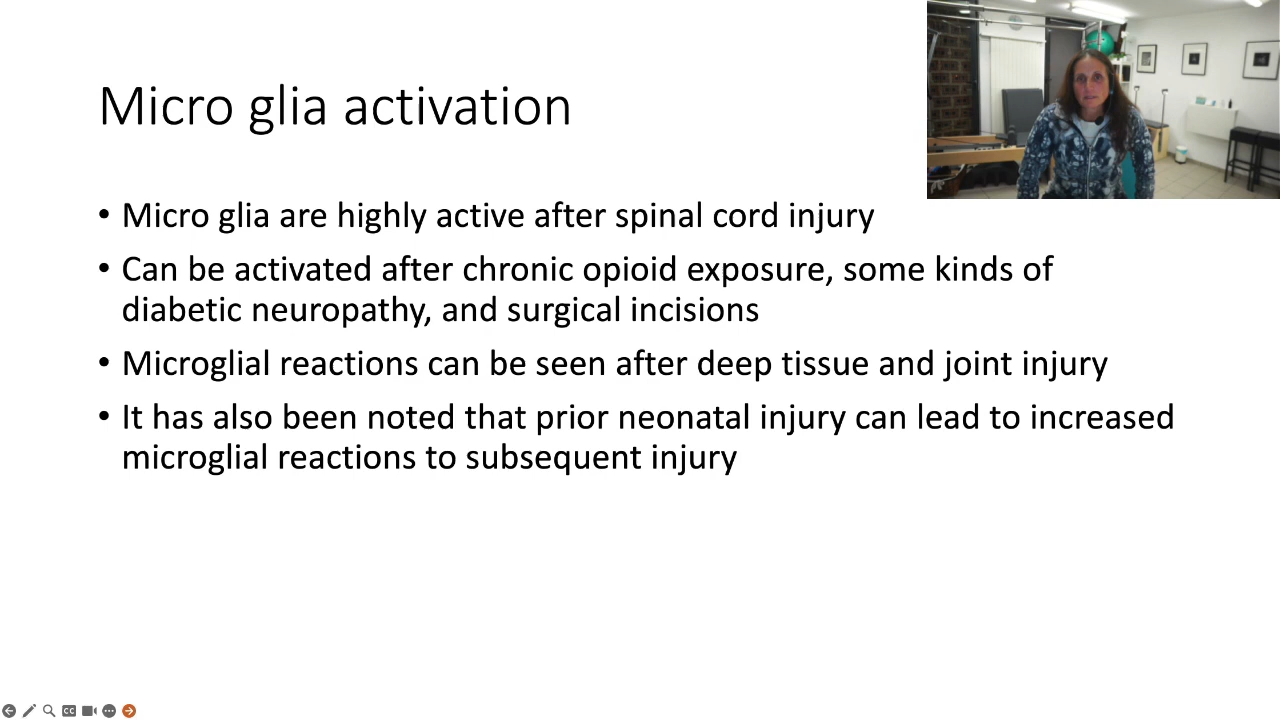 Micro glia activation
• Micro glia are highly active after spinal cord injury
• Can be activated after chronic opioid exposure, some kinds of
diabetic neuropathy, and surgical incisions
• Microglial reactions can be seen after deep tissue and joint injury
• It has also been noted that prior neonatal injury can lead to increased
microglial reactions to subsequent injury
CC